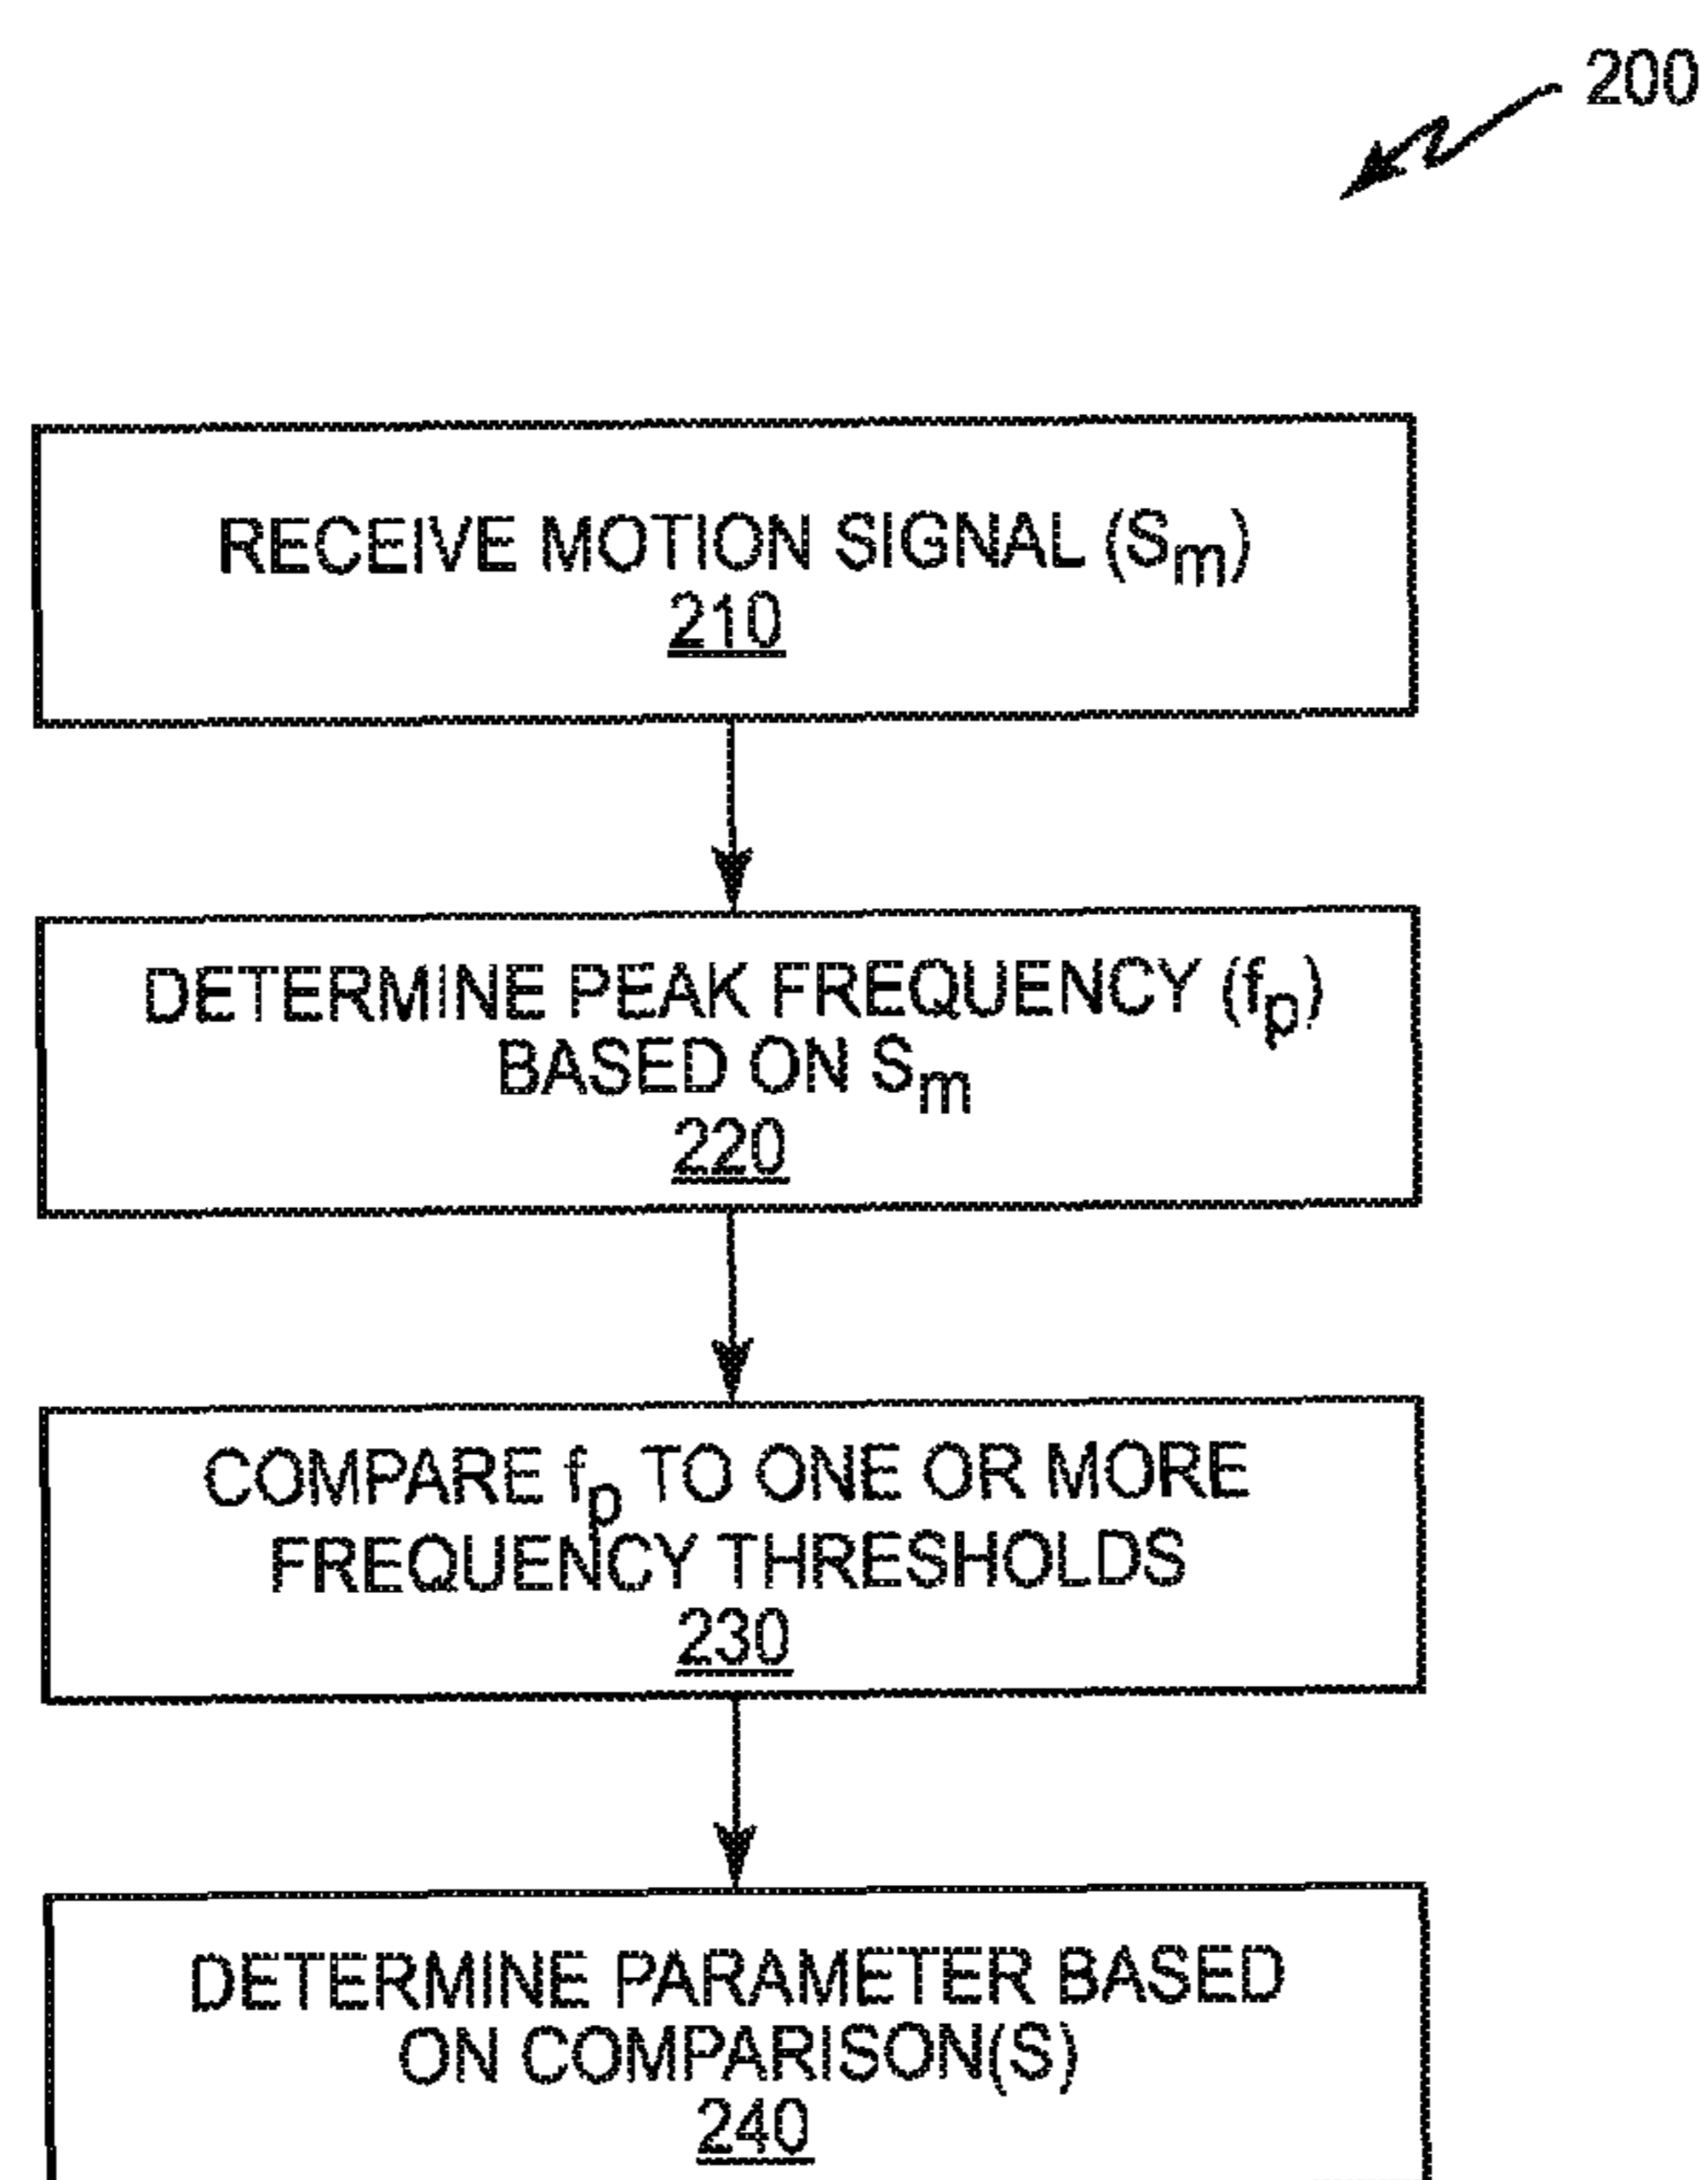 200
RECEIVE MOTION SIGNAL (Sm)
210
DETERMINE PEAK FREQUENCY (fp)
BASED ON Sm
220
COMPARE fp TO ONE OR MORE
FREQUENCY THRESHOLDS
230
DETERMINE PARAMETER BASED
ON COMPARISON(S)
240